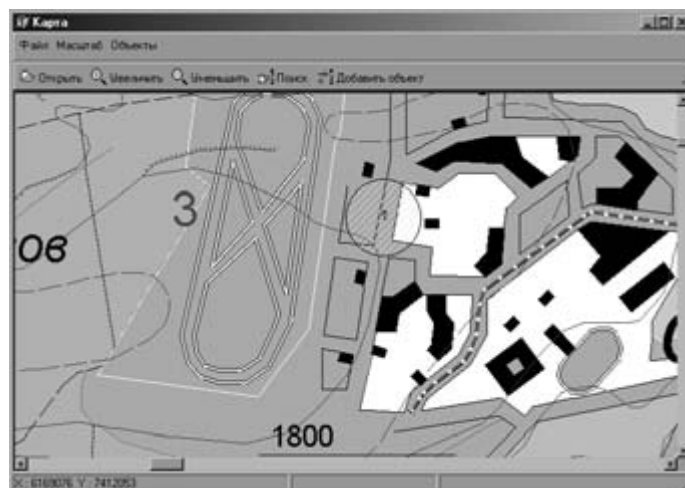 Карта
Файл Масштаб Объекты
Открыть Увеличить Уменьшить Поиск Добавить объект
3
ов
1800
X: 6169076 Y: 7412053